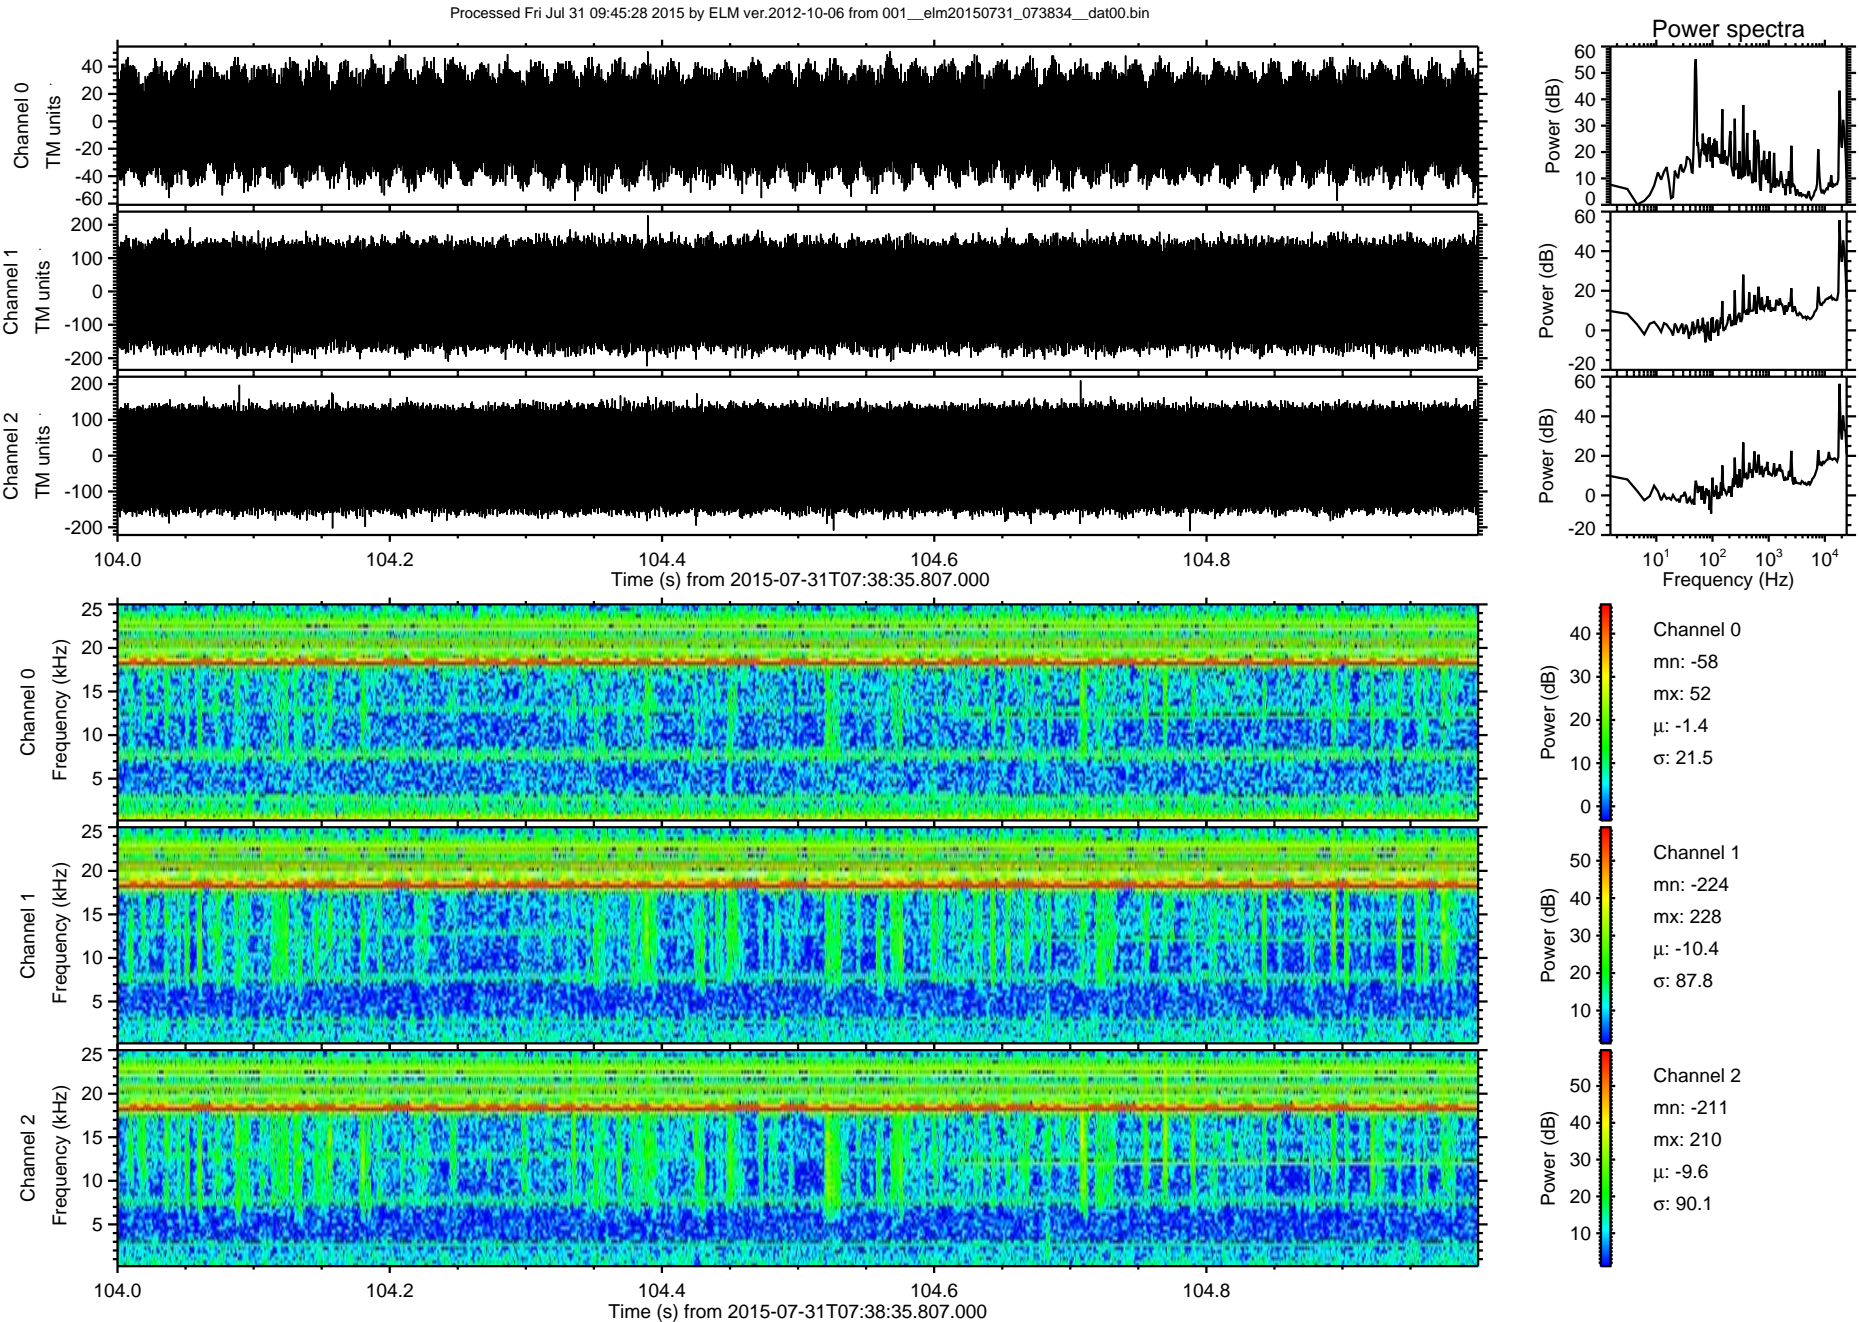 Processed Fri Jul 31 09:45:28 2015 by ELM ver.2012-10-06 from 001__elm20150731_073834__dat00.bin
Power spectra
Channel 0
TM units
40
20
0
-20
-40
-60
Power (dB)
60
50
40
30
20
10
0
Channel 1
TM units
200
100
0
-100
-200
Power (dB)
60
40
20
0
-20
Channel 2
TM units
200
100
0
-100
-200
Power (dB)
60
40
20
0
-20
104.0 104.2 104.4 104.6 104.8
Time (s) from 2015-07-31T07:38:35.807.000
10¹ 10² 10³ 10⁴
Frequency (Hz)
Channel 0
Frequency (kHz)
25
20
15
10
5
Power (dB)
40
30
20
10
0
Channel 0
mn: -58
mx: 52
μ: -1.4
σ: 21.5
Channel 1
Frequency (kHz)
25
20
15
10
5
Power (dB)
50
40
30
20
10
Channel 1
mn: -224
mx: 228
μ: -10.4
σ: 87.8
Channel 2
Frequency (kHz)
25
20
15
10
5
Power (dB)
50
40
30
20
10
Channel 2
mn: -211
mx: 210
μ: -9.6
σ: 90.1
104.0 104.2 104.4 104.6 104.8
Time (s) from 2015-07-31T07:38:35.807.000